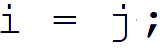 i = j;